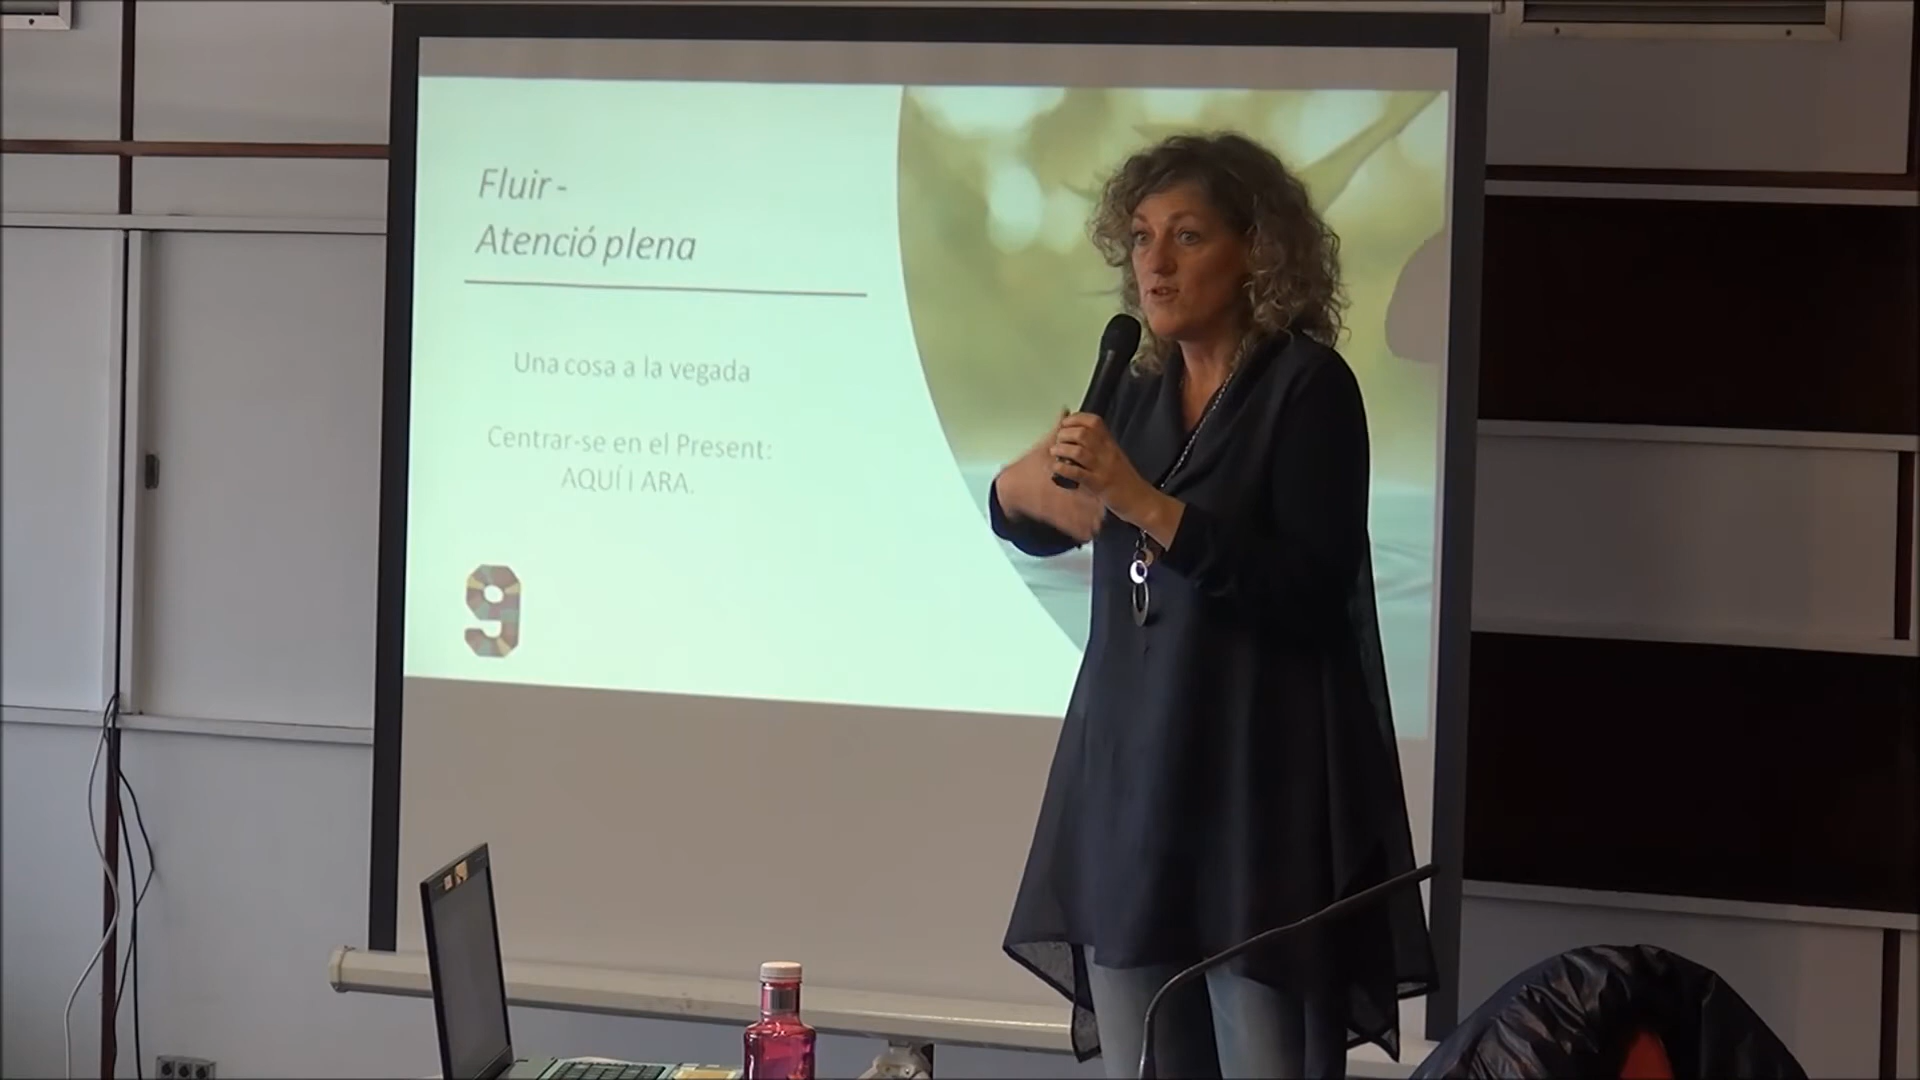 Fluir -
Atenció plena
Una cosa a la vegada
Centrar-se en el Present:
AQUÍ I ARA.
9